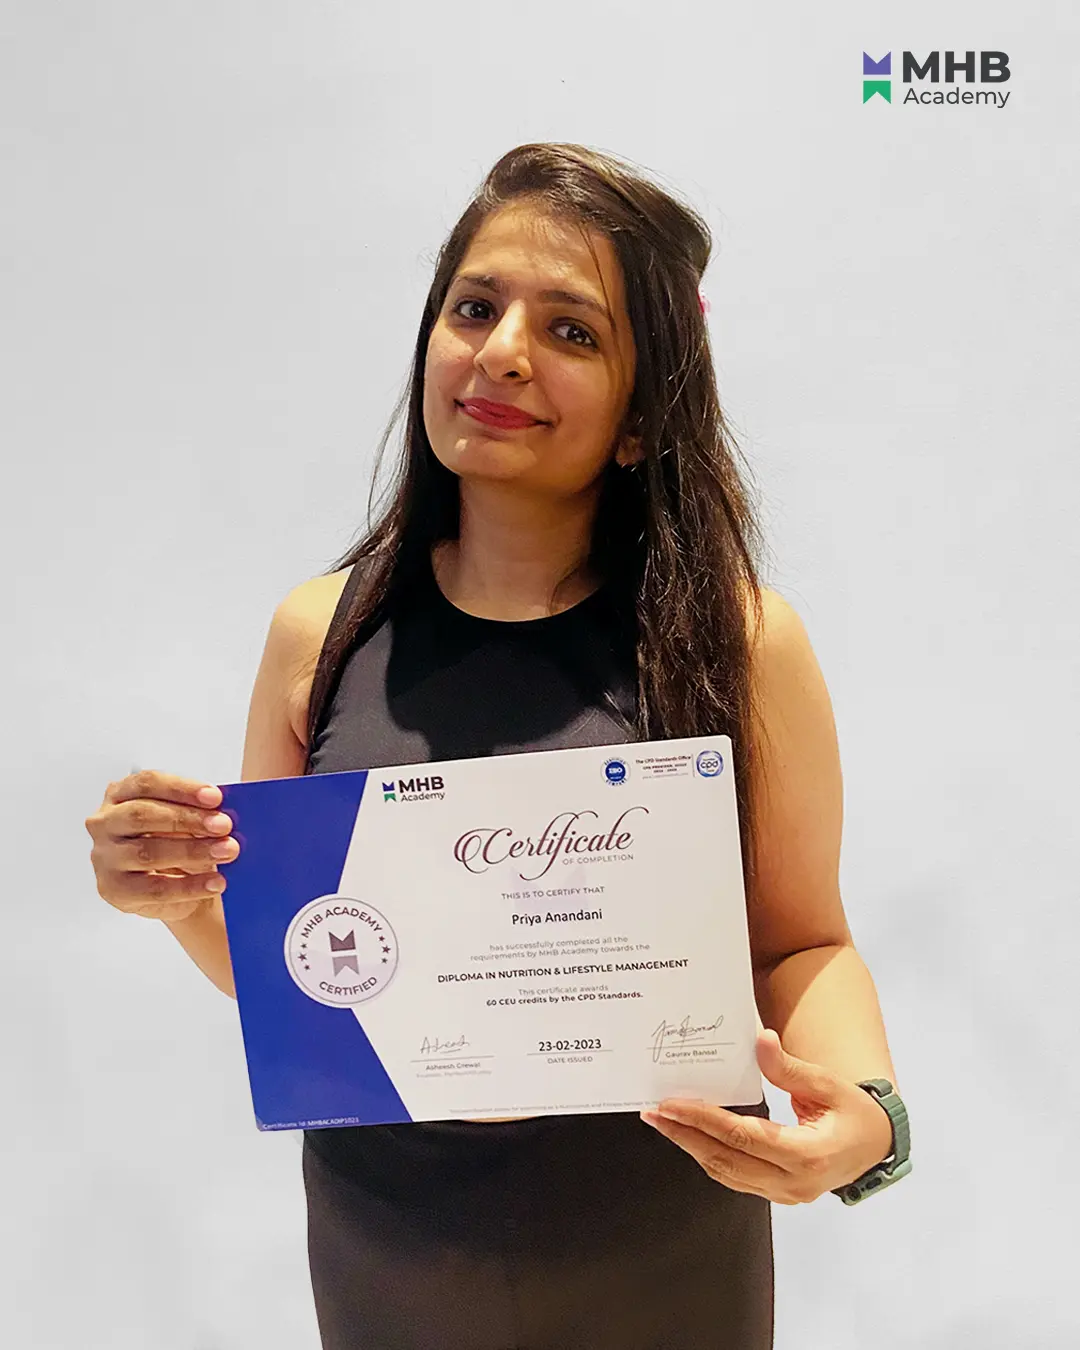 MHB
Academy
MHB
Academy
The CPD Standards Office
Certificate
OF COMPLETION
THIS IS TO CERTIFY THAT
Priya Anandani
has successfully completed all the
requirements by MHB Academy towards the
DIPLOMA IN NUTRITION & LIFESTYLE MANAGEMENT
This certificate awards
60 CEU credits by the CPD Standards.
MHB ACADEMY
CERTIFIED
23-02-2023
DATE ISSUED
Asheesh Grewal
Gaurav Bansal
Certificate Id: